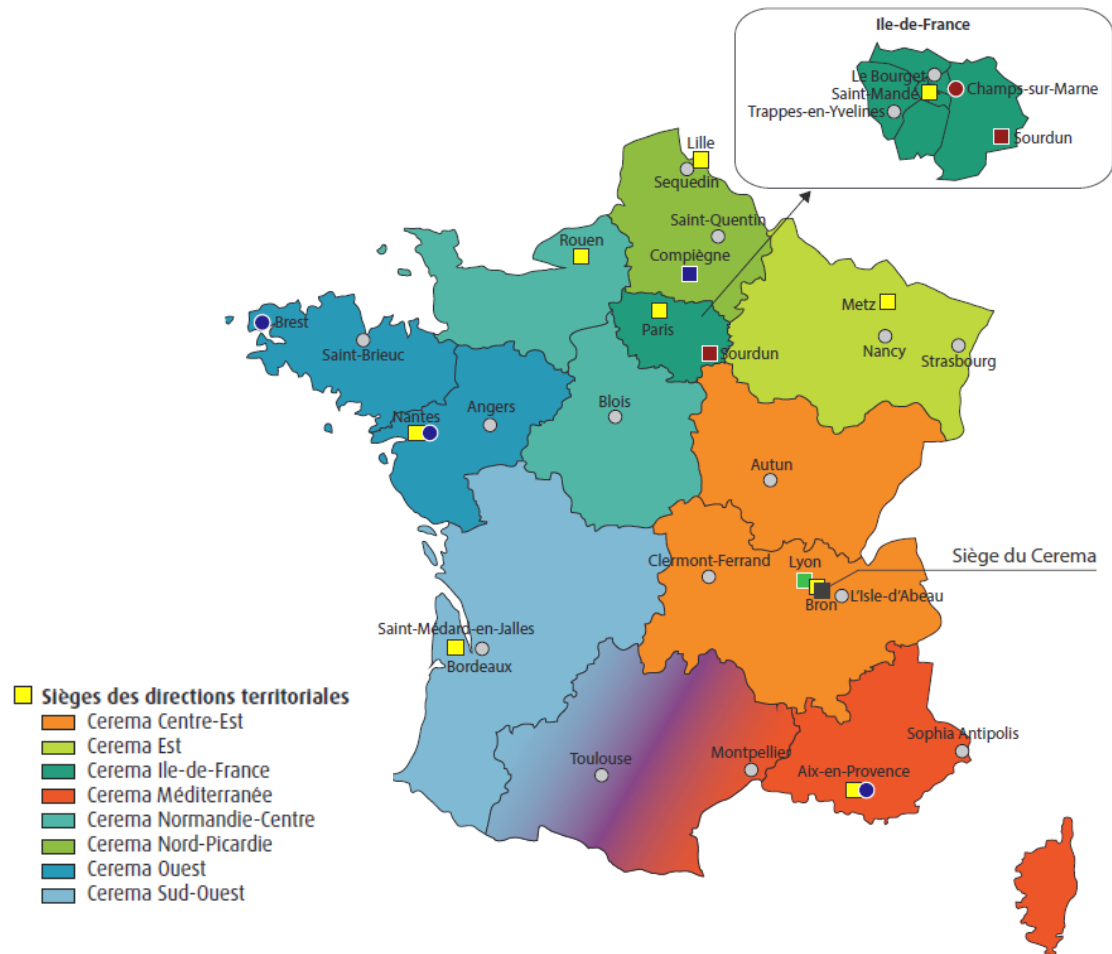 Ile-de-France
Le Bourget
Saint-Mandé
Champs-sur-Marne
Trappes-en-Yvelines
Sourdun
Lille
Sequedin
Saint-Quentin
Rouen
Compiègne
Metz
Paris
Brest
Saint-Brieuc
Sourdun
Nancy
Strasbourg
Nantes
Angers
Blois
Autun
Siège du Cerema
Clermont-Ferrand
Lyon
Bron
L'Isle-d'Abeau
Saint-Médard-en-Jalles
Bordeaux
Toulouse
Montpellier
Sophia Antipolis
Aix-en-Provence
Sièges des directions territoriales
Cerema Centre-Est
Cerema Est
Cerema Ile-de-France
Cerema Méditerranée
Cerema Normandie-Centre
Cerema Nord-Picardie
Cerema Ouest
Cerema Sud-Ouest